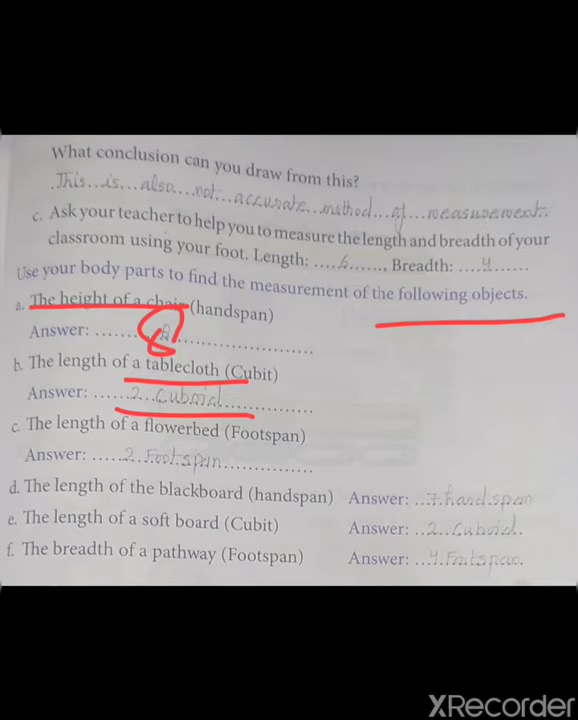 What conclusion can you draw from this?
.This...is...also...not...accurate...method...of...measurement.
c. Ask your teacher to help you to measure the length and breadth of your
classroom using your foot. Length: ....6......., Breadth: ....4......
Use your body parts to find the measurement of the following objects.
a. The height of a chair (handspan)
Answer: 
b. The length of a tablecloth (Cubit)
Answer: ......2...Cuboid..................
c. The length of a flowerbed (Footspan)
Answer: ......2.Footspan..................
d. The length of the blackboard (handspan) Answer: ..7.handspan
e. The length of a soft board (Cubit) Answer: ..2..Cuboid.
f. The breadth of a pathway (Footspan) Answer: ...4.Footspan.
XRecorder